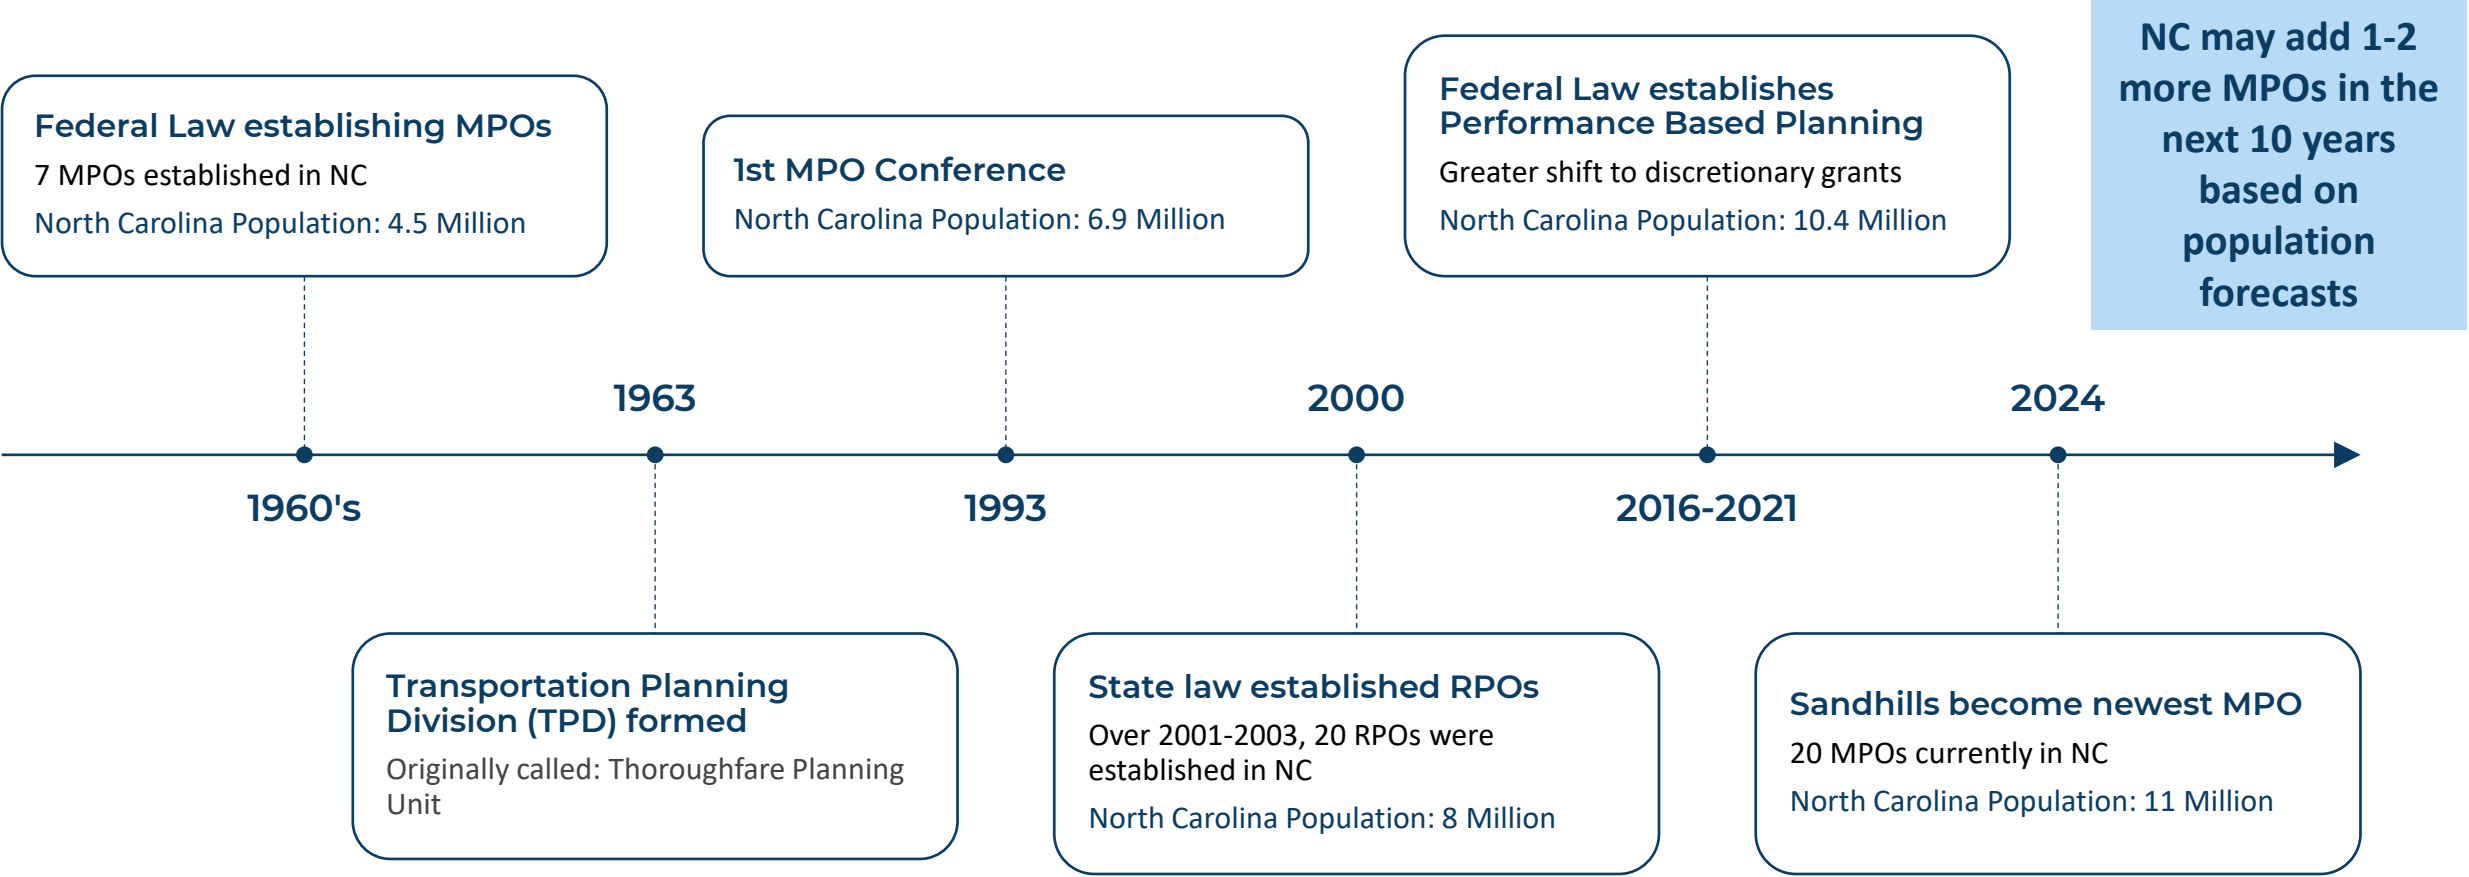 Federal Law establishing MPOs
7 MPOs established in NC
North Carolina Population: 4.5 Million
1960's
1963
Transportation Planning
Division (TPD) formed
Originally called: Thoroughfare Planning
Unit
1st MPO Conference
North Carolina Population: 6.9 Million
1993
2000
State law established RPOs
Over 2001-2003, 20 RPOs were
established in NC
North Carolina Population: 8 Million
Federal Law establishes
Performance Based Planning
Greater shift to discretionary grants
North Carolina Population: 10.4 Million
2016-2021
2024
Sandhills become newest MPO
20 MPOs currently in NC
North Carolina Population: 11 Million
NC may add 1-2
more MPOs in the
next 10 years
based on
population
forecasts